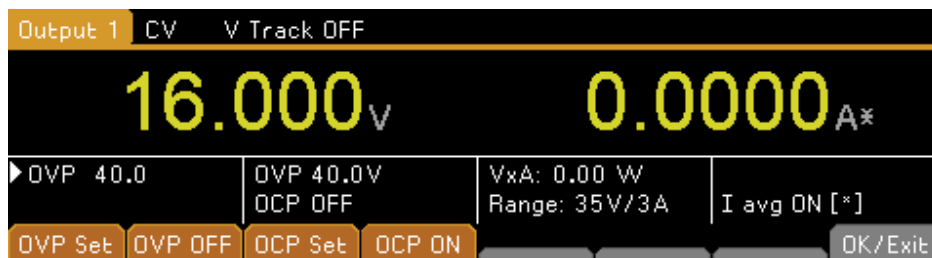 Output 1 CV V Track OFF
16.000V 0.0000A*
▶OVP 40.0 OVP 40.0V VxA: 0.00 W
OCP OFF Range: 35V/3A I avg ON [*]
OVP Set OVP OFF OCP Set OCP ON OK/Exit